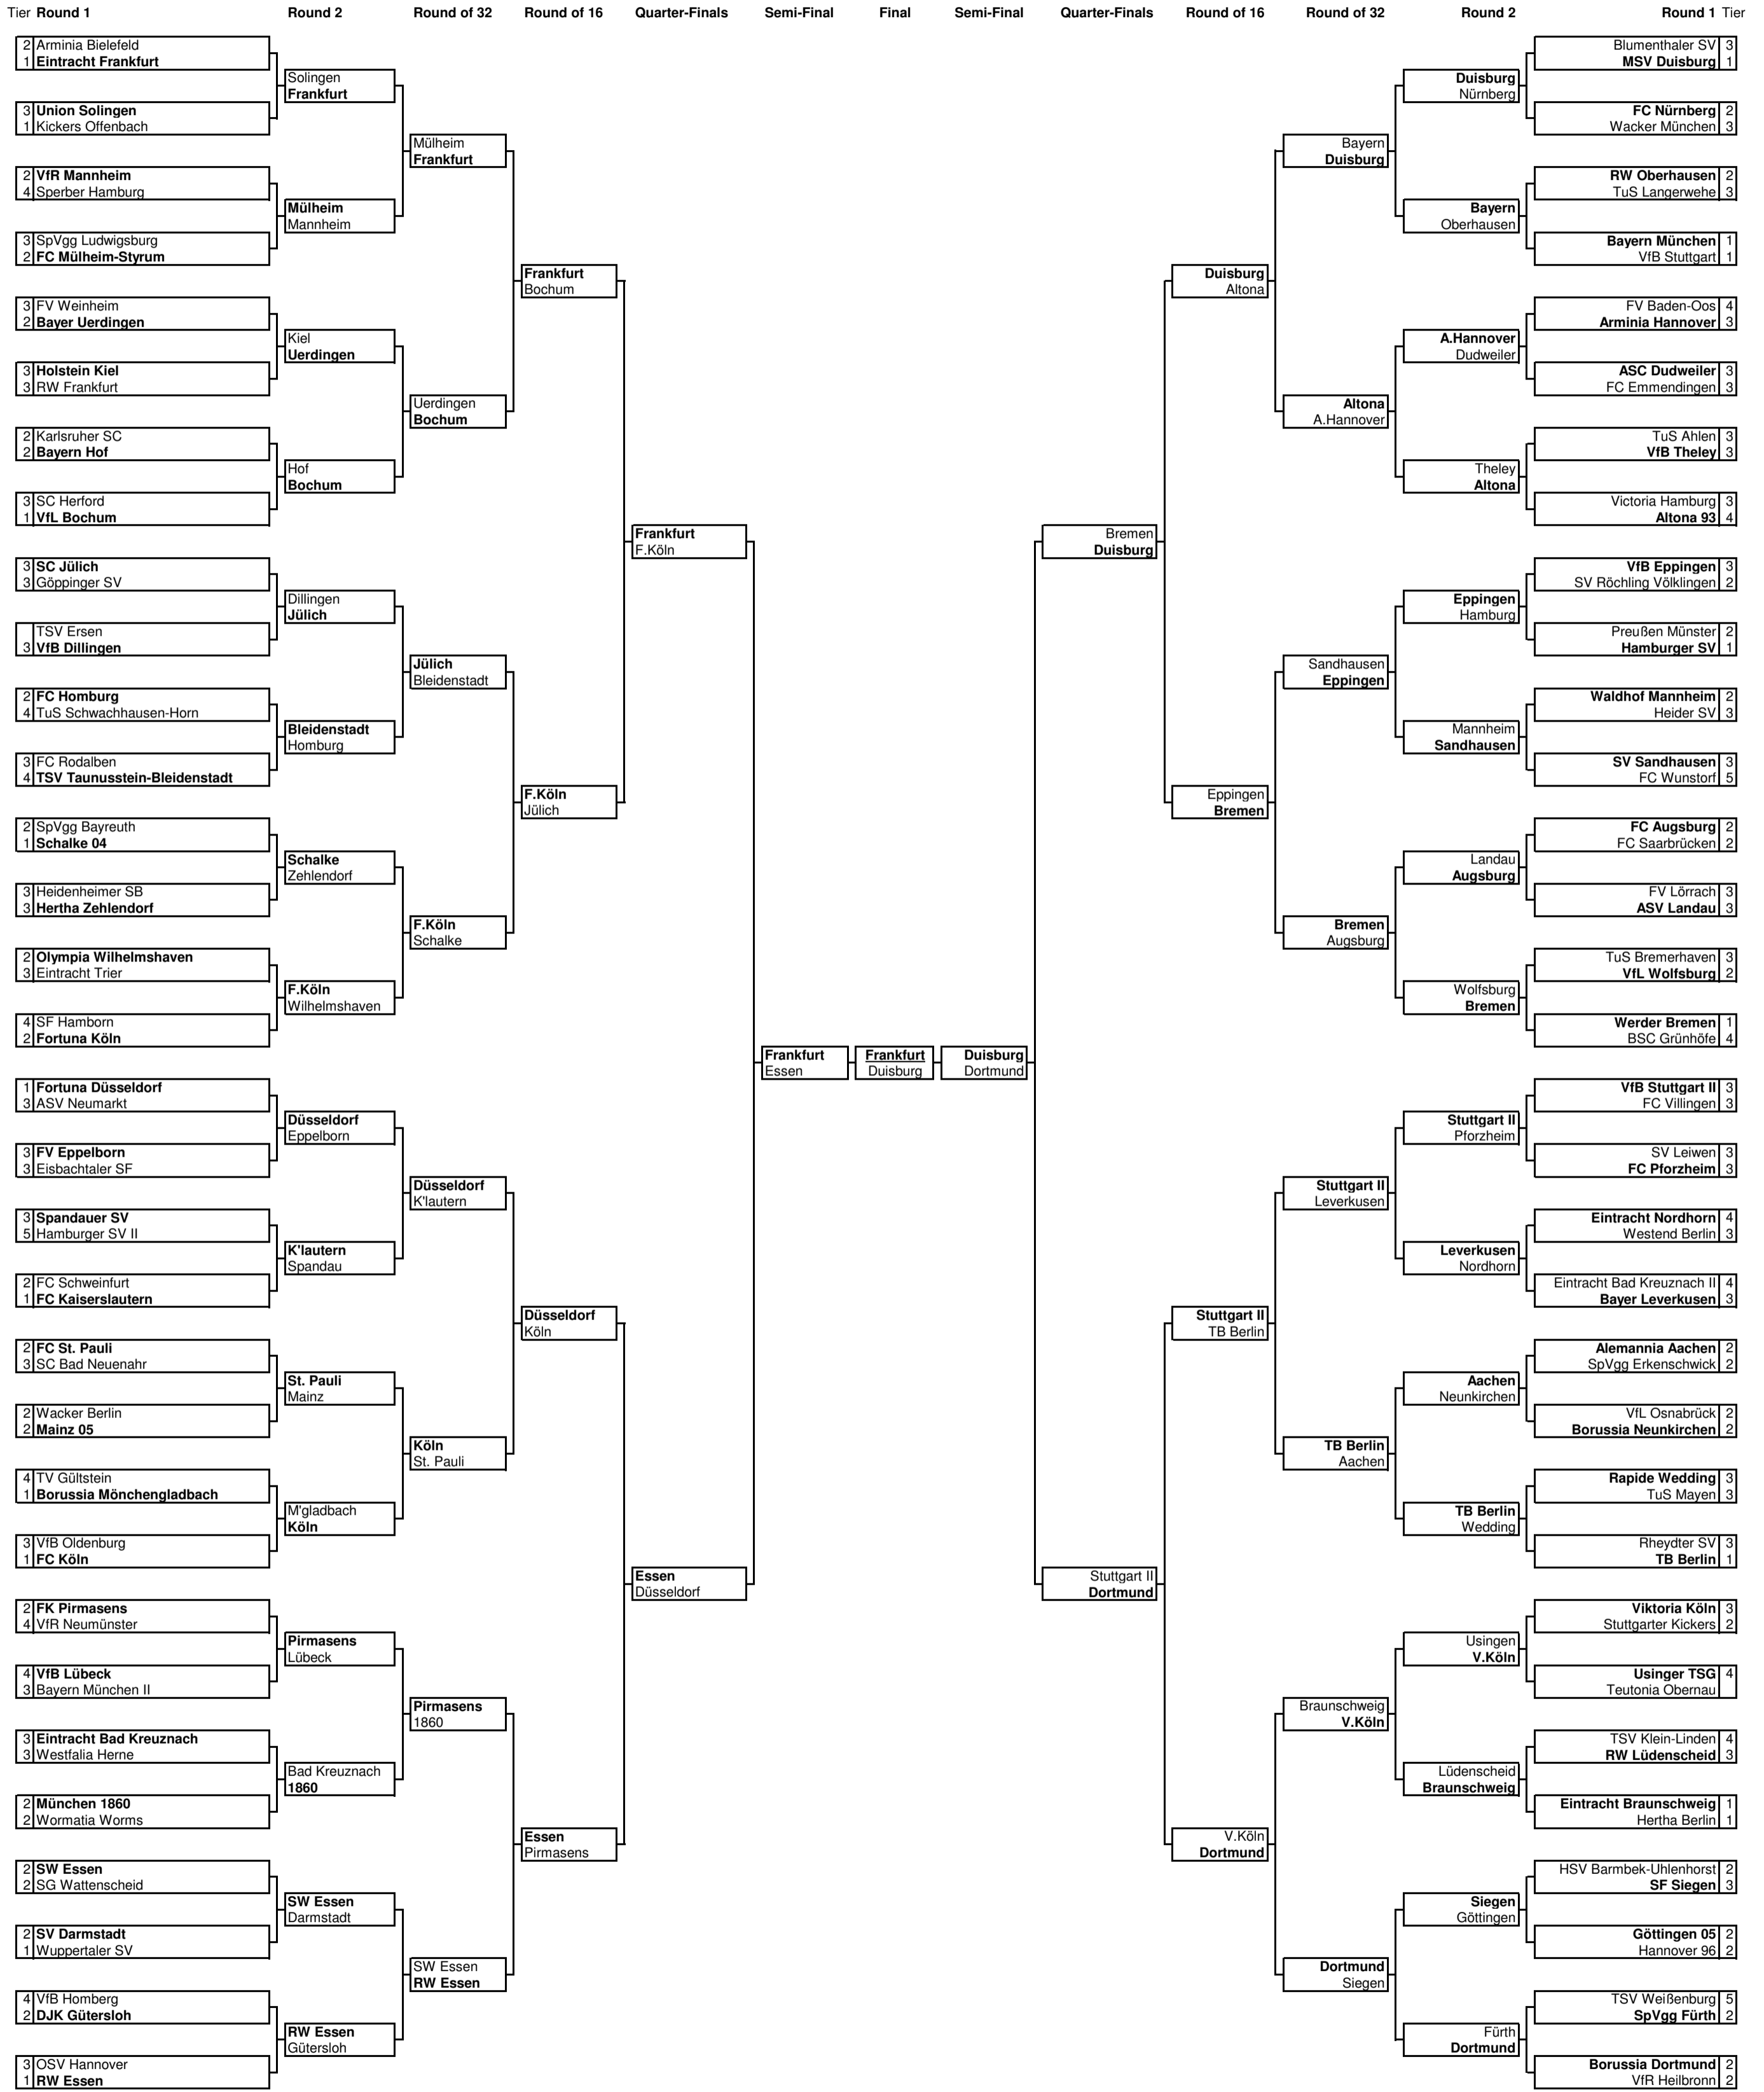 Tier Round 1 Round 2 Round of 32 Round of 16 Quarter-Finals Semi-Final Final Semi-Final Quarter-Finals Round of 16 Round of 32 Round 2 Round 1 Tier
2 Arminia Bielefeld
1 Eintracht Frankfurt
3 Union Solingen
1 Kickers Offenbach
2 VfR Mannheim
4 Sperber Hamburg
3 SpVgg Ludwigsburg
2 FC Mülheim-Styrum
3 FV Weinheim
2 Bayer Uerdingen
3 Holstein Kiel
3 RW Frankfurt
2 Karlsruher SC
2 Bayern Hof
3 SC Herford
1 VfL Bochum
3 SC Jülich
3 Göppinger SV
TSV Ersen
3 VfB Dillingen
2 FC Homburg
4 TuS Schwachhausen-Horn
3 FC Rodalben
4 TSV Taunusstein-Bleidenstadt
2 SpVgg Bayreuth
1 Schalke 04
3 Heidenheimer SB
3 Hertha Zehlendorf
2 Olympia Wilhelmshaven
3 Eintracht Trier
4 SF Hamborn
2 Fortuna Köln
1 Fortuna Düsseldorf
3 ASV Neumarkt
3 FV Eppelborn
3 Eisbachtaler SF
3 Spandauer SV
5 Hamburger SV II
2 FC Schweinfurt
1 FC Kaiserslautern
2 FC St. Pauli
3 SC Bad Neuenahr
2 Wacker Berlin
2 Mainz 05
4 TV Gültstein
1 Borussia Mönchengladbach
3 VfB Oldenburg
1 FC Köln
2 FK Pirmasens
4 VfR Neumünster
4 VfB Lübeck
3 Bayern München II
3 Eintracht Bad Kreuznach
3 Westfalia Herne
2 München 1860
2 Wormatia Worms
2 SW Essen
2 SG Wattenscheid
2 SV Darmstadt
1 Wuppertaler SV
4 VfB Homberg
2 DJK Gütersloh
3 OSV Hannover
1 RW Essen
Solingen
Frankfurt
Mülheim
Mannheim
Kiel
Uerdingen
Hof
Bochum
Dillingen
Jülich
Bleidenstadt
Homburg
Schalke
Zehlendorf
F.Köln
Wilhelmshaven
Düsseldorf
Eppelborn
K'lautern
Spandau
St. Pauli
Mainz
M'gladbach
Köln
Pirmasens
Lübeck
Bad Kreuznach
1860
SW Essen
Darmstadt
RW Essen
Gütersloh
Mülheim
Frankfurt
Uerdingen
Bochum
Jülich
Bleidenstadt
F.Köln
Schalke
Düsseldorf
K'lautern
Köln
St. Pauli
Pirmasens
1860
SW Essen
RW Essen
Frankfurt
Bochum
F.Köln
Jülich
Düsseldorf
Köln
Essen
Pirmasens
Frankfurt
F.Köln
Essen
Düsseldorf
Frankfurt
Essen
Frankfurt
Duisburg
Duisburg
Dortmund
Bremen
Duisburg
Stuttgart II
Dortmund
Duisburg
Altona
Eppingen
Bremen
Stuttgart II
TB Berlin
V.Köln
Dortmund
Bayern
Duisburg
Altona
A.Hannover
Sandhausen
Eppingen
Bremen
Augsburg
Stuttgart II
Leverkusen
TB Berlin
Aachen
Braunschweig
V.Köln
Dortmund
Siegen
Duisburg
Nürnberg
Bayern
Oberhausen
A.Hannover
Dudweiler
Theley
Altona
Eppingen
Hamburg
Mannheim
Sandhausen
Landau
Augsburg
Wolfsburg
Bremen
Stuttgart II
Pforzheim
Leverkusen
Nordhorn
Aachen
Neunkirchen
TB Berlin
Wedding
Usingen
V.Köln
Lüdenscheid
Braunschweig
Siegen
Göttingen
Fürth
Dortmund
Blumenthaler SV 3
MSV Duisburg 1
FC Nürnberg 2
Wacker München 3
RW Oberhausen 2
TuS Langerwehe 3
Bayern München 1
VfB Stuttgart 1
FV Baden-Oos 4
Arminia Hannover 3
ASC Dudweiler 3
FC Emmendingen 3
TuS Ahlen 3
VfB Theley 3
Victoria Hamburg 3
Altona 93 4
VfB Eppingen 3
SV Röchling Völklingen 2
Preußen Münster 2
Hamburger SV 1
Waldhof Mannheim 2
Heider SV 3
SV Sandhausen 3
FC Wunstorf 5
FC Augsburg 2
FC Saarbrücken 2
FV Lörrach 3
ASV Landau 3
TuS Bremerhaven 3
VfL Wolfsburg 2
Werder Bremen 1
BSC Grünhöfe 4
VfB Stuttgart II 3
FC Villingen 3
SV Leiwen 3
FC Pforzheim 3
Eintracht Nordhorn 4
Westend Berlin 3
Eintracht Bad Kreuznach II 4
Bayer Leverkusen 3
Alemannia Aachen 2
SpVgg Erkenschwick 2
VfL Osnabrück 2
Borussia Neunkirchen 2
Rapide Wedding 3
TuS Mayen 3
Rheydter SV 3
TB Berlin 1
Viktoria Köln 3
Stuttgarter Kickers 2
Usinger TSG 4
Teutonia Obernau
TSV Klein-Linden 4
RW Lüdenscheid 3
Eintracht Braunschweig 1
Hertha Berlin 1
HSV Barmbek-Uhlenhorst 2
SF Siegen 3
Göttingen 05 2
Hannover 96 2
TSV Weißenburg 5
SpVgg Fürth 2
Borussia Dortmund 2
VfR Heilbronn 2